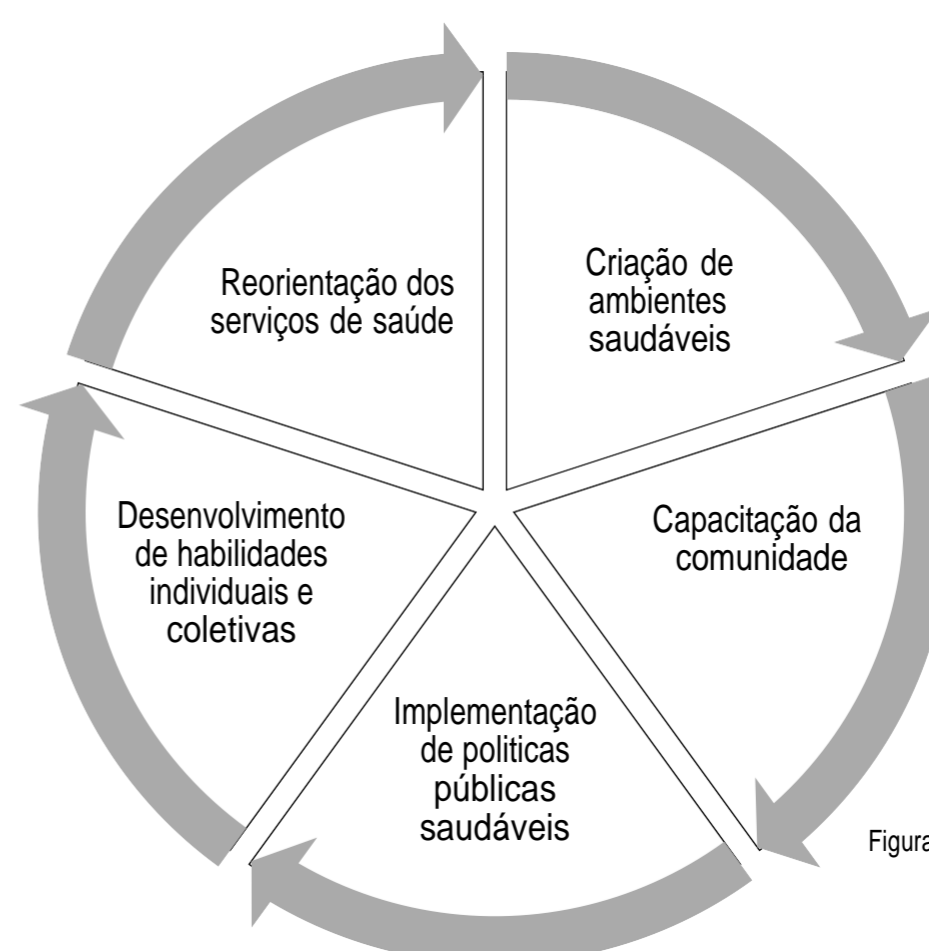 Reorientação dos
serviços de saúde
Criação de
ambientes
saudáveis
Desenvolvimento
de habilidades
individuais e
coletivas
Capacitação da
comunidade
Implementação
de politicas
públicas
saudáveis
Figura